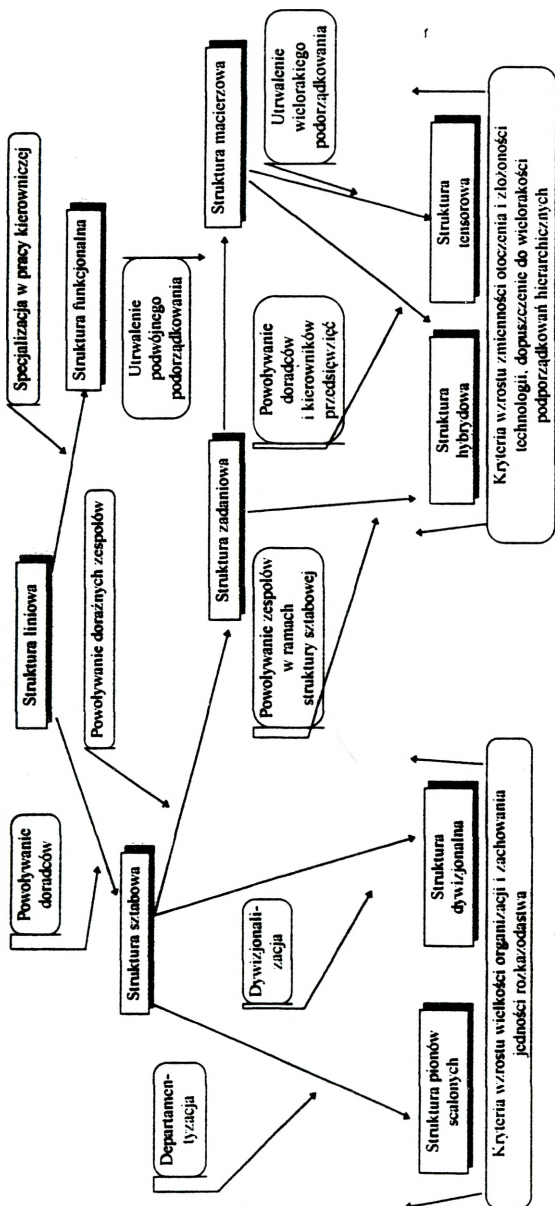 Struktura liniowa
Powoływanie
doradców
Specjalizacja w pracy kierowniczej
Powoływanie doraźnych zespołów
Struktura sztabowa
Struktura funkcjonalna
Departamen-
tyzacja
Dywizjonali-
zacja
Struktura zadaniowa
Utrwalenie
podwójnego
podorządkowania
Struktura macierzowa
Powoływanie zespołów
w ramach
struktury sztabowej
Powoływanie
doradców
i kierowników
przedsięwzięć
Utrwalenie
wielorakiego
podorządkowania
Struktura pionów
scalonych
Struktura
dywizjonalna
Struktura
hybrydowa
Struktura
tensorowa
Kryteria wzrostu wielkości organizacji i zachowania
jedności rozkazodastwa
Kryteria wzrostu zmienności otoczenia i złożoności
technologii, dopuszczenie do wielorakości
podporządkowań hierarchicznych